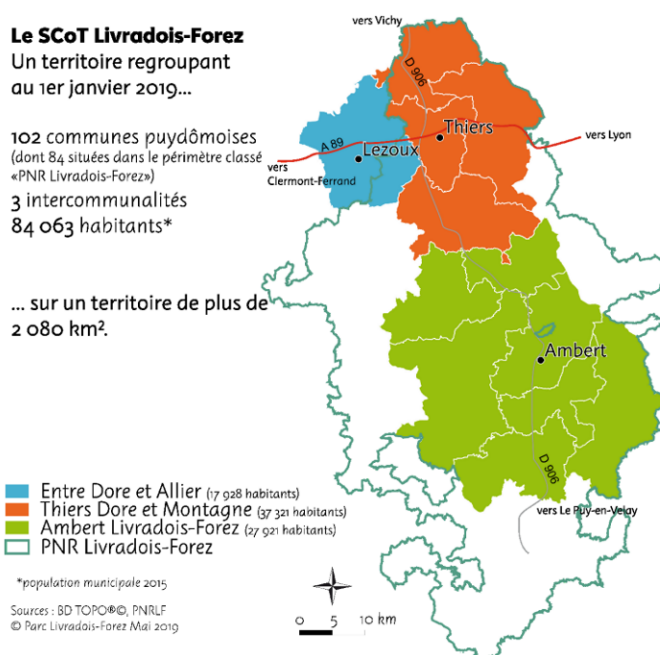 Le SCoT Livradois-Forez
Un territoire regroupant
au 1er janvier 2019...
102 communes puydômoises
(dont 84 situées dans le périmètre classé
«PNR Livradois-Forez»)
3 intercommunalités
84 063 habitants*
... sur un territoire de plus de
2 080 km².
vers Vichy
D 906
Thiers
A 89
Lezoux
vers Lyon
vers
Clermont-Ferrand
Ambert
D 906
vers Le Puy-en-Velay
Entre Dore et Allier (17 928 habitants)
Thiers Dore et Montagne (37 321 habitants)
Ambert Livradois-Forez (27 921 habitants)
PNR Livradois-Forez
*population municipale 2015
Sources : BD TOPO®©, PNRLF
© Parc Livradois-Forez Mai 2019
0 5 10 km